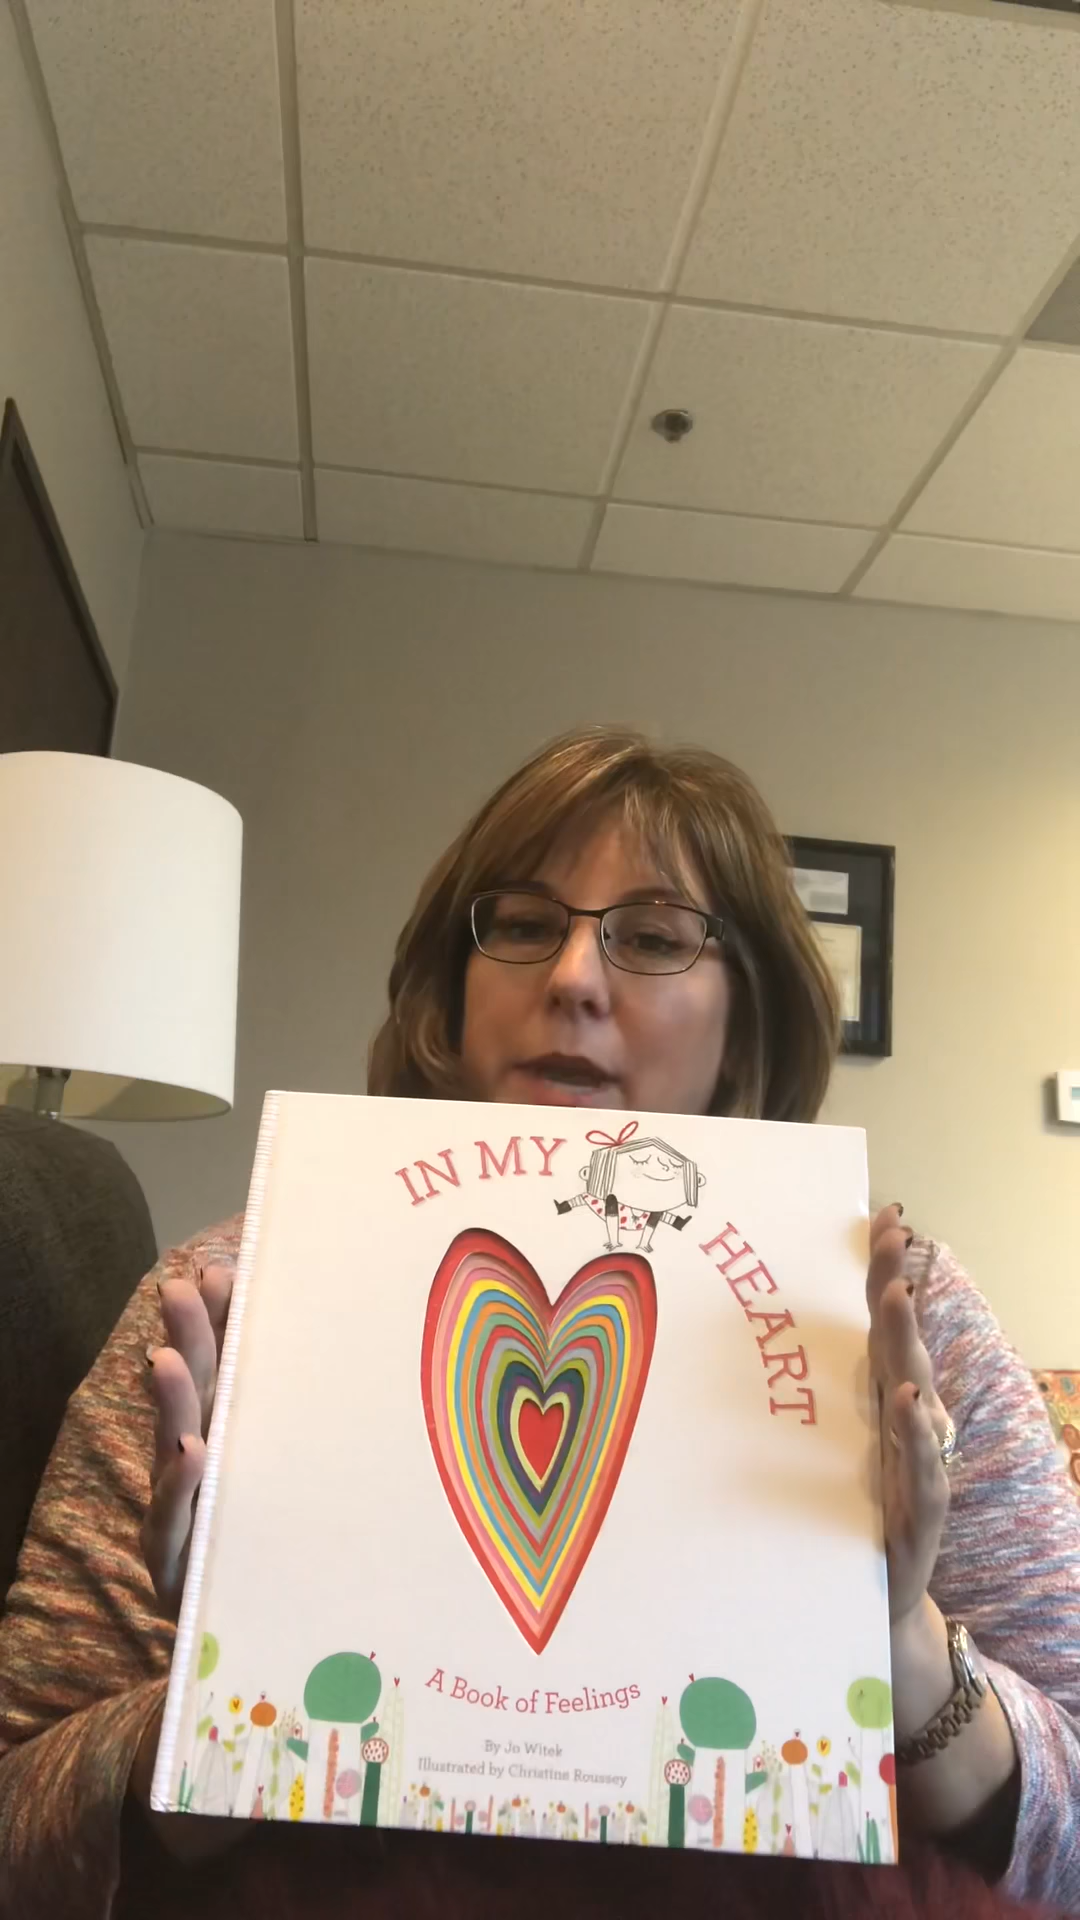 IN MY
HEART
A Book of Feelings
By Jo Witek
Illustrated by Christine Roussey